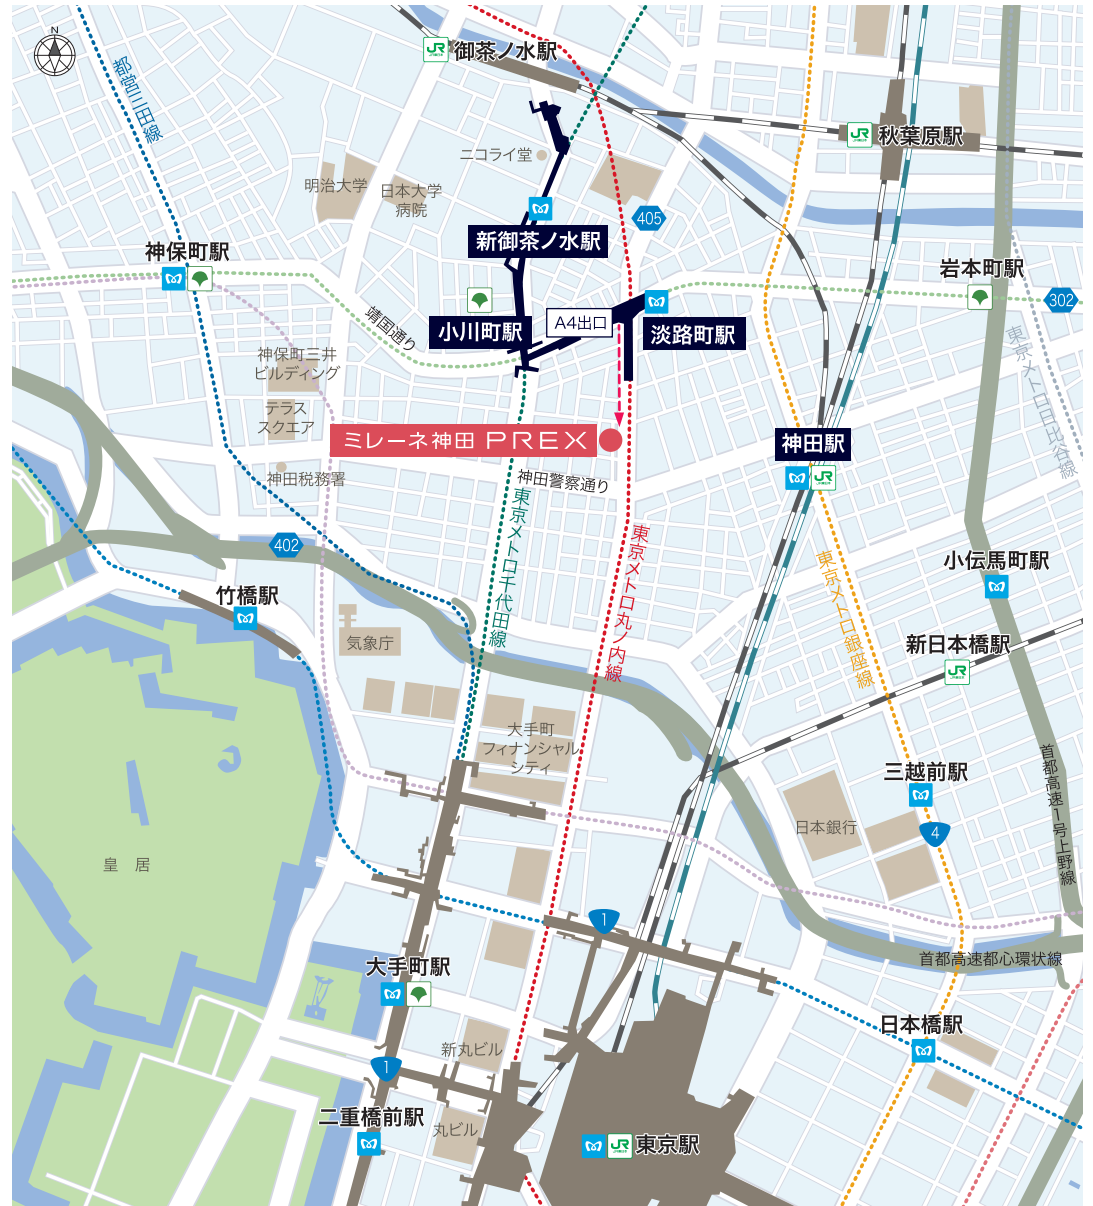 N
都営三田線
JR
御茶ノ水駅
JR
秋葉原駅
ニコライ堂
明治大学
日本大学
病院
405
新御茶ノ水駅
神保町駅
岩本町駅
302
靖国通り
小川町駅
A4出口
淡路町駅
東京メトロ日比谷線
神保町三井
ビルディング
テラス
スクエア
ミレーネ神田 PREX
神田駅
JR
神田税務署
神田警察通り
東京メトロ千代田線
東京メトロ丸ノ内線
東京メトロ銀座線
402
小伝馬町駅
竹橋駅
気象庁
新日本橋駅
JR
大手町
フィナンシャル
シティ
首都高速1号上野線
三越前駅
日本銀行
4
皇居
1
首都高速都心環状線
大手町駅
日本橋駅
新丸ビル
1
二重橋前駅
丸ビル
JR
東京駅